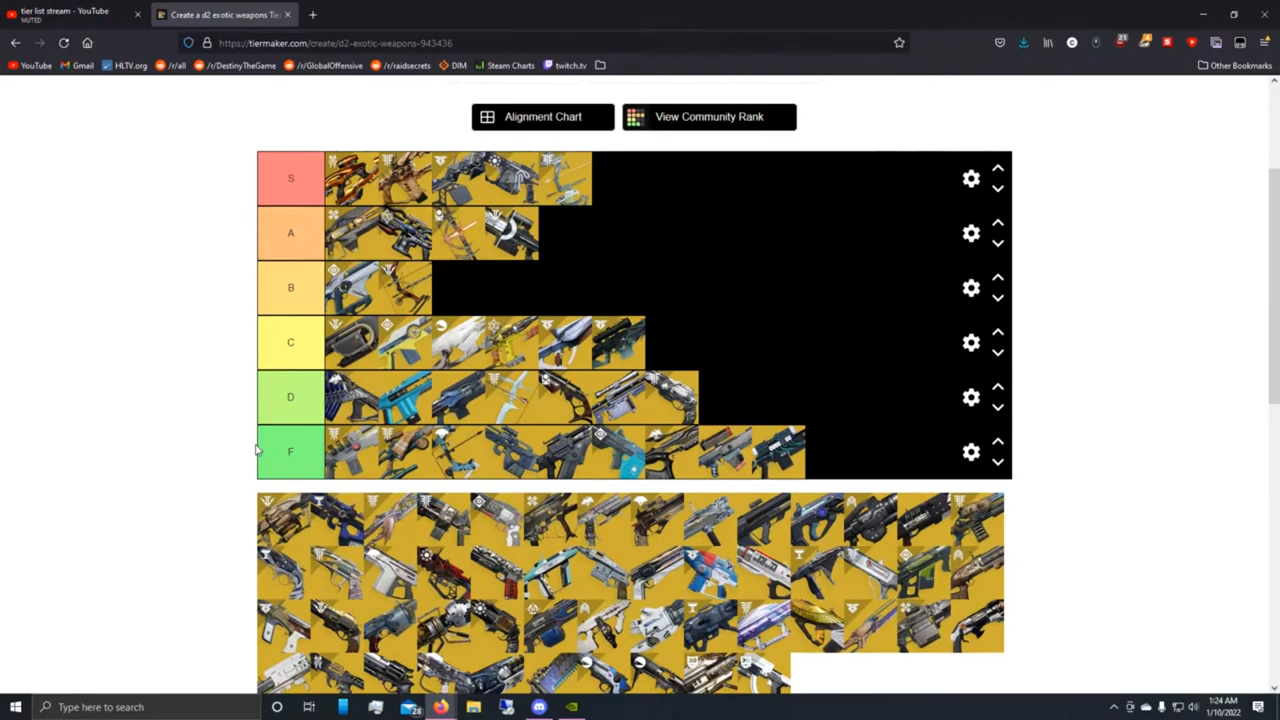 tier list stream - YouTube
MUTED
Create a d2 exotic weapons Tie
https://tiermaker.com/create/d2-exotic-weapons-943436
21
YouTube Gmail HLTV.org /r/all /r/DestinyTheGame /r/GlobalOffensive /r/raidsecrets DIM Steam Charts twitch.tv Other Bookmarks
Alignment Chart View Community Rank
S
A
B
C
D
F
Type here to search
28
1:24 AM
1/10/2022